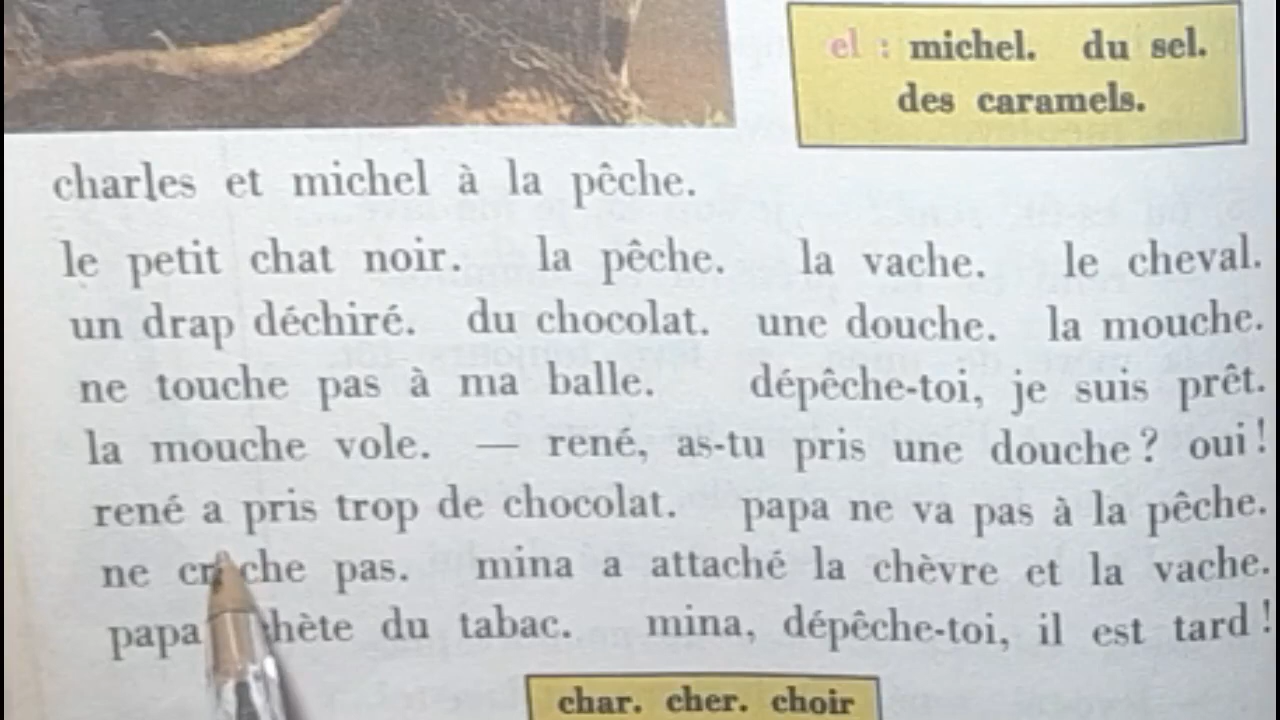 el : michel. du sel.
des caramels.
charles et michel à la pêche.
le petit chat noir. la pêche. la vache. le cheval.
un drap déchiré. du chocolat. une douche. la mouche.
ne touche pas à ma balle. dépêche-toi, je suis prêt.
la mouche vole. — rené, as-tu pris une douche ? oui !
rené a pris trop de chocolat. papa ne va pas à la pêche.
ne pas. mina a attaché la chèvre et la vache.
papa du tabac. mina, dépêche-toi, il est tard !
char. cher. choir